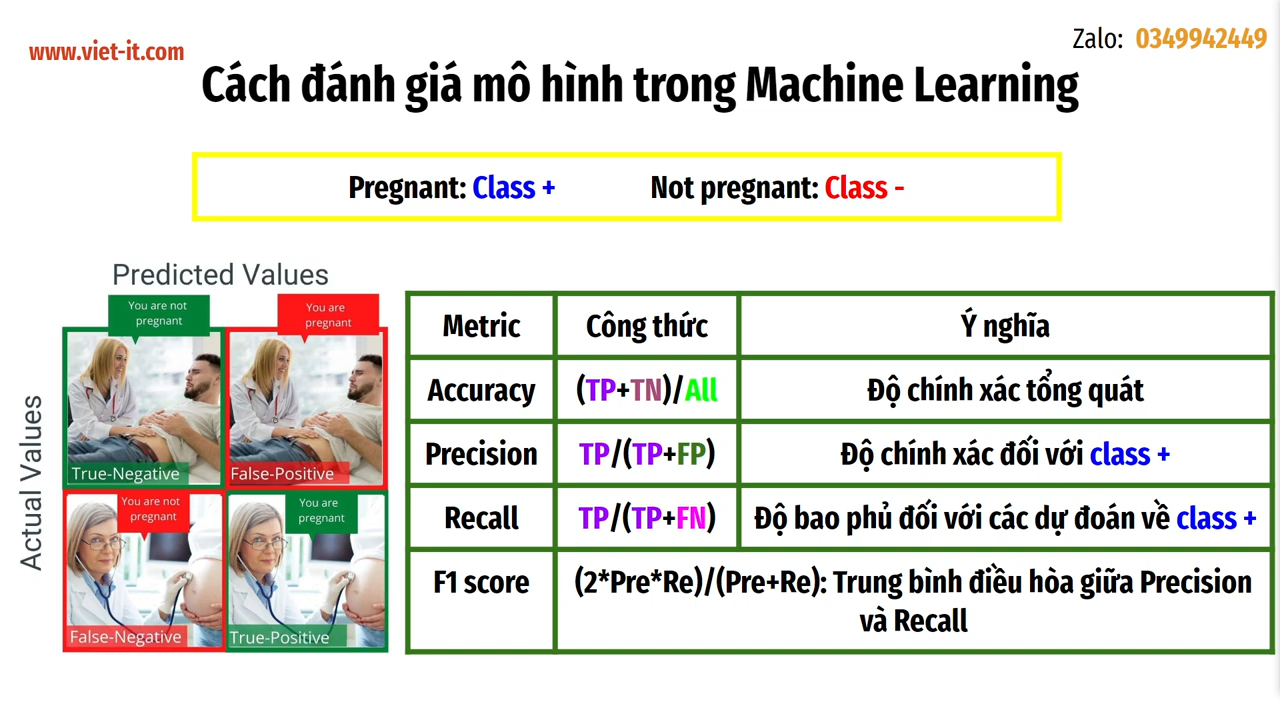 www.viet-it.com
Zalo: 0349942449
Cách đánh giá mô hình trong Machine Learning
Pregnant: Class + Not pregnant: Class -
Predicted Values
Actual Values
You are not
pregnant
You are
pregnant
True-Negative
False-Positive
You are not
pregnant
You are
pregnant
False-Negative
True-Positive
Metric Công thức Ý nghĩa
Accuracy (TP+TN)/All Độ chính xác tổng quát
Precision TP/(TP+FP) Độ chính xác đối với class +
Recall TP/(TP+FN) Độ bao phủ đối với các dự đoán về class +
F1 score (2*Pre*Re)/(Pre+Re): Trung bình điều hòa giữa Precision
và Recall